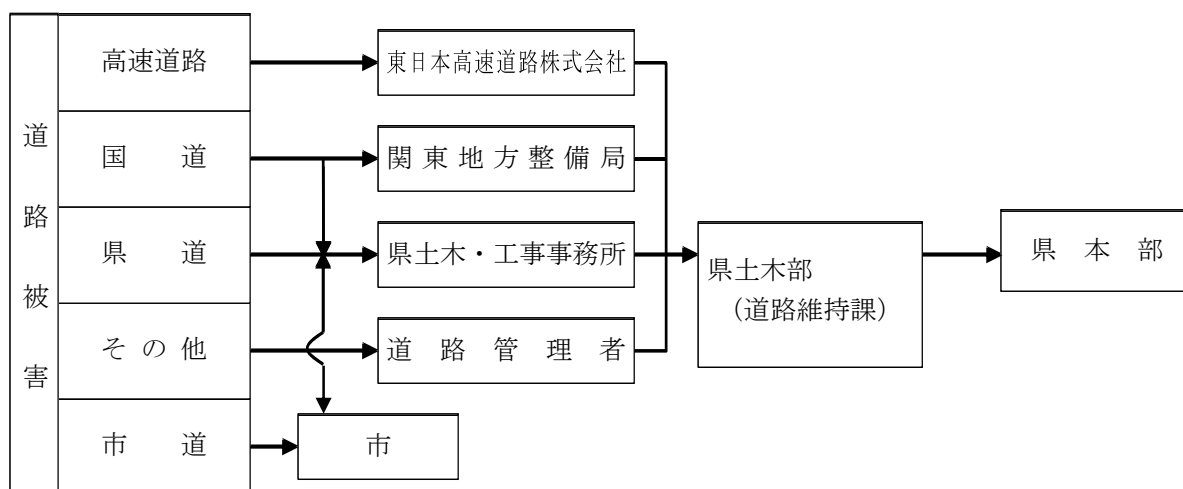 道路被害
高速道路
東日本高速道路株式会社
国道
関東地方整備局
県道
県土木・工事事務所
県土木部
（道路維持課）
県本部
その他
道路管理者
市道
市